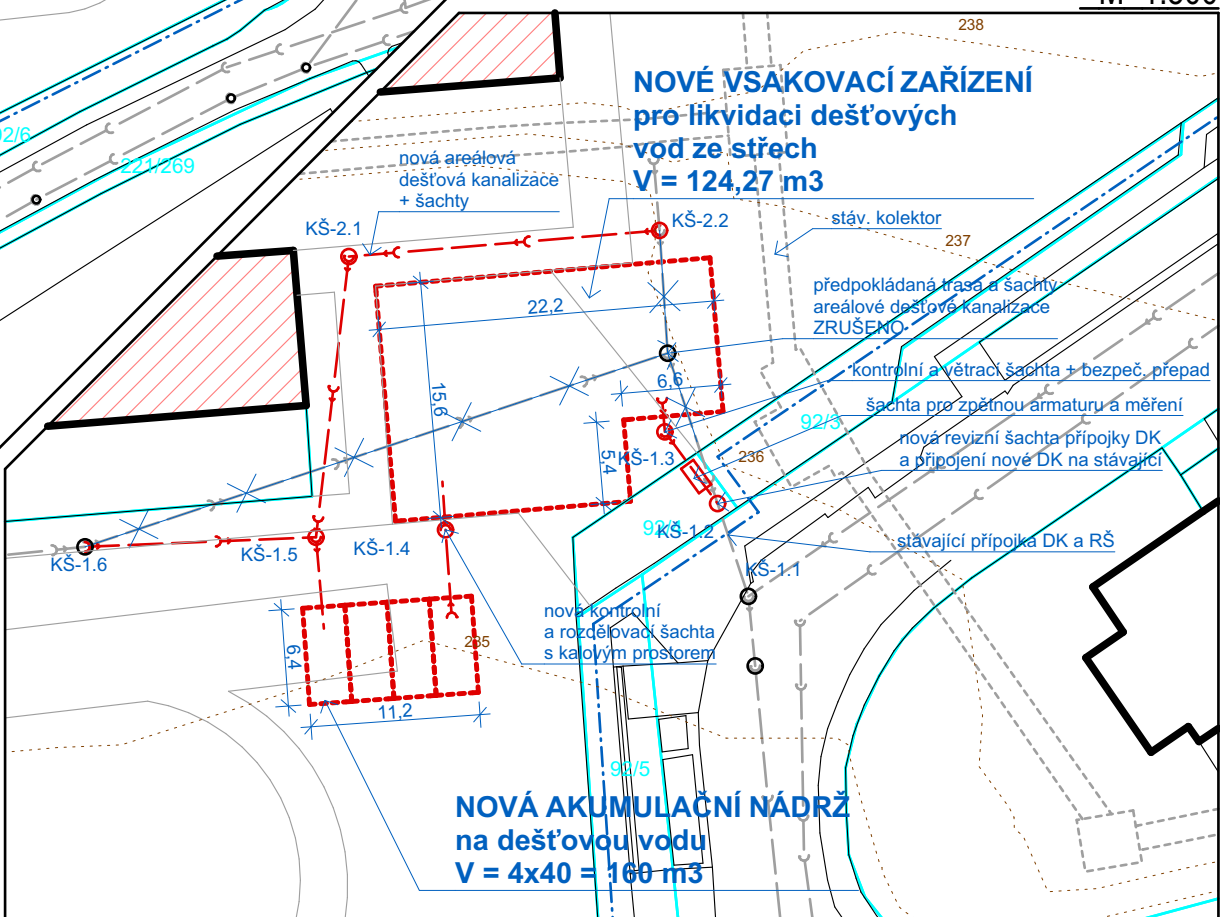 238
NOVÉ VSAKOVACÍ ZAŘÍZENÍ
pro likvidaci dešťových
vod ze střech
V = 124,27 m3
92/6
221/269
nová areálová
dešťová kanalizace
+ šachty
KŠ-2.1
KŠ-2.2
stáv. kolektor
237
předpokládaná trasa a šachty
areálové dešťové kanalizace
ZRUŠENO
22,2
15,6
6,6
5,4
kontrolní a větrací šachta + bezpeč. přepad
šachta pro zpětnou armaturu a měření
92/3
nová revizní šachta přípojky DK
a připojení nové DK na stávající
236
KŠ-1.3
92/4
KŠ-1.2
stávající přípojka DK a RŠ
KŠ-1.6
KŠ-1.5
KŠ-1.4
KŠ-1.1
nová kontrolní
a rozdělovací šachta
s kalovým prostorem
235
6,4
11,2
92/5
NOVÁ AKUMULAČNÍ NÁDRŽ
na dešťovou vodu
V = 4x40 = 160 m3